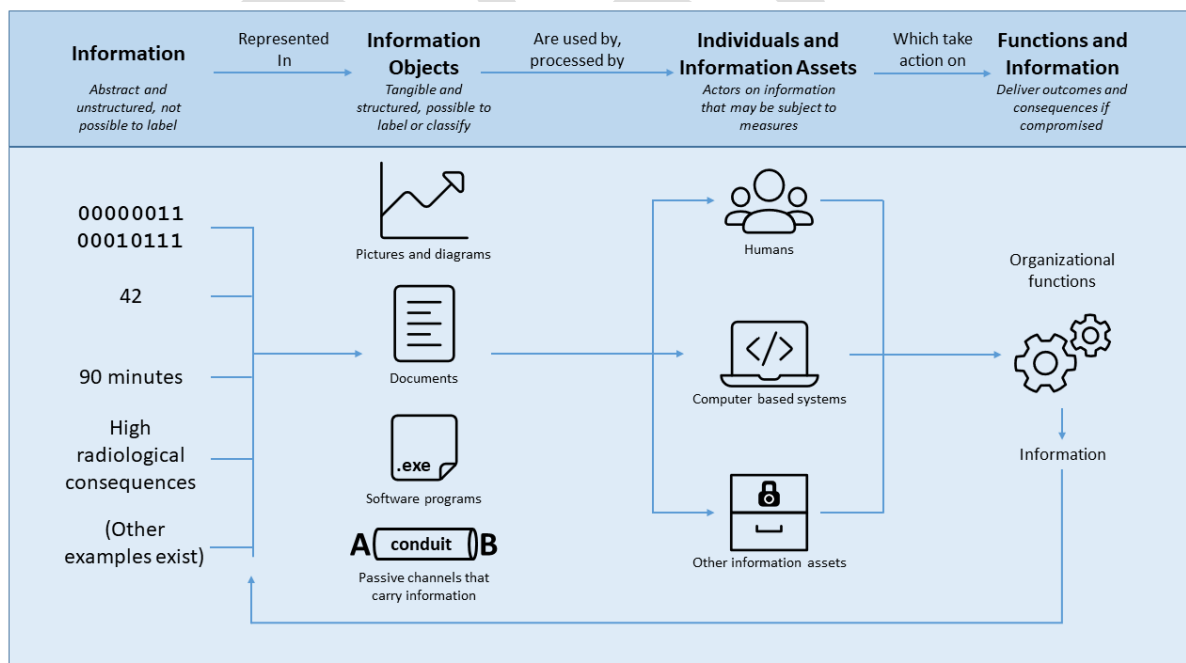 Information
Abstract and
unstructured, not
possible to label
Represented
In
Information
Objects
Tangible and
structured, possible to
label or classify
Are used by,
processed by
Individuals and
Information Assets
Actors on information
that may be subject to
measures
Which take
action on
Functions and
Information
Deliver outcomes and
consequences if
compromised
00000011
00010111
42
90 minutes
High
radiological
consequences
(Other
examples exist)
Pictures and diagrams
Documents
.exe
Software programs
A conduit B
Passive channels that
carry information
Humans
</>
Computer based systems
Other information assets
Organizational
functions
Information